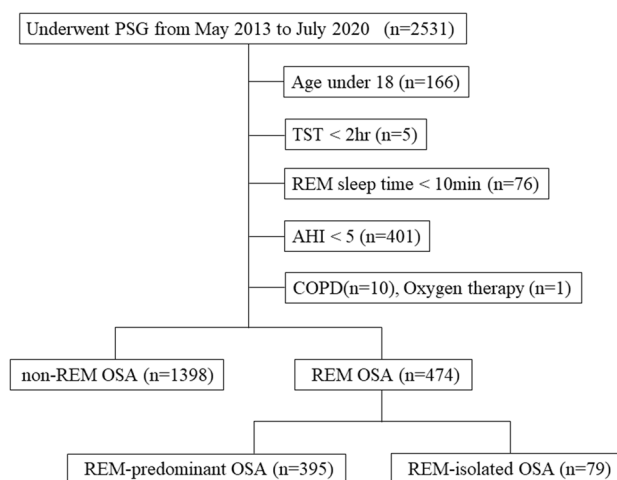 Underwent PSG from May 2013 to July 2020 (n=2531)
Age under 18 (n=166)
TST < 2hr (n=5)
REM sleep time < 10min (n=76)
AHI < 5 (n=401)
COPD(n=10), Oxygen therapy (n=1)
non-REM OSA (n=1398)
REM OSA (n=474)
REM-predominant OSA (n=395)
REM-isolated OSA (n=79)